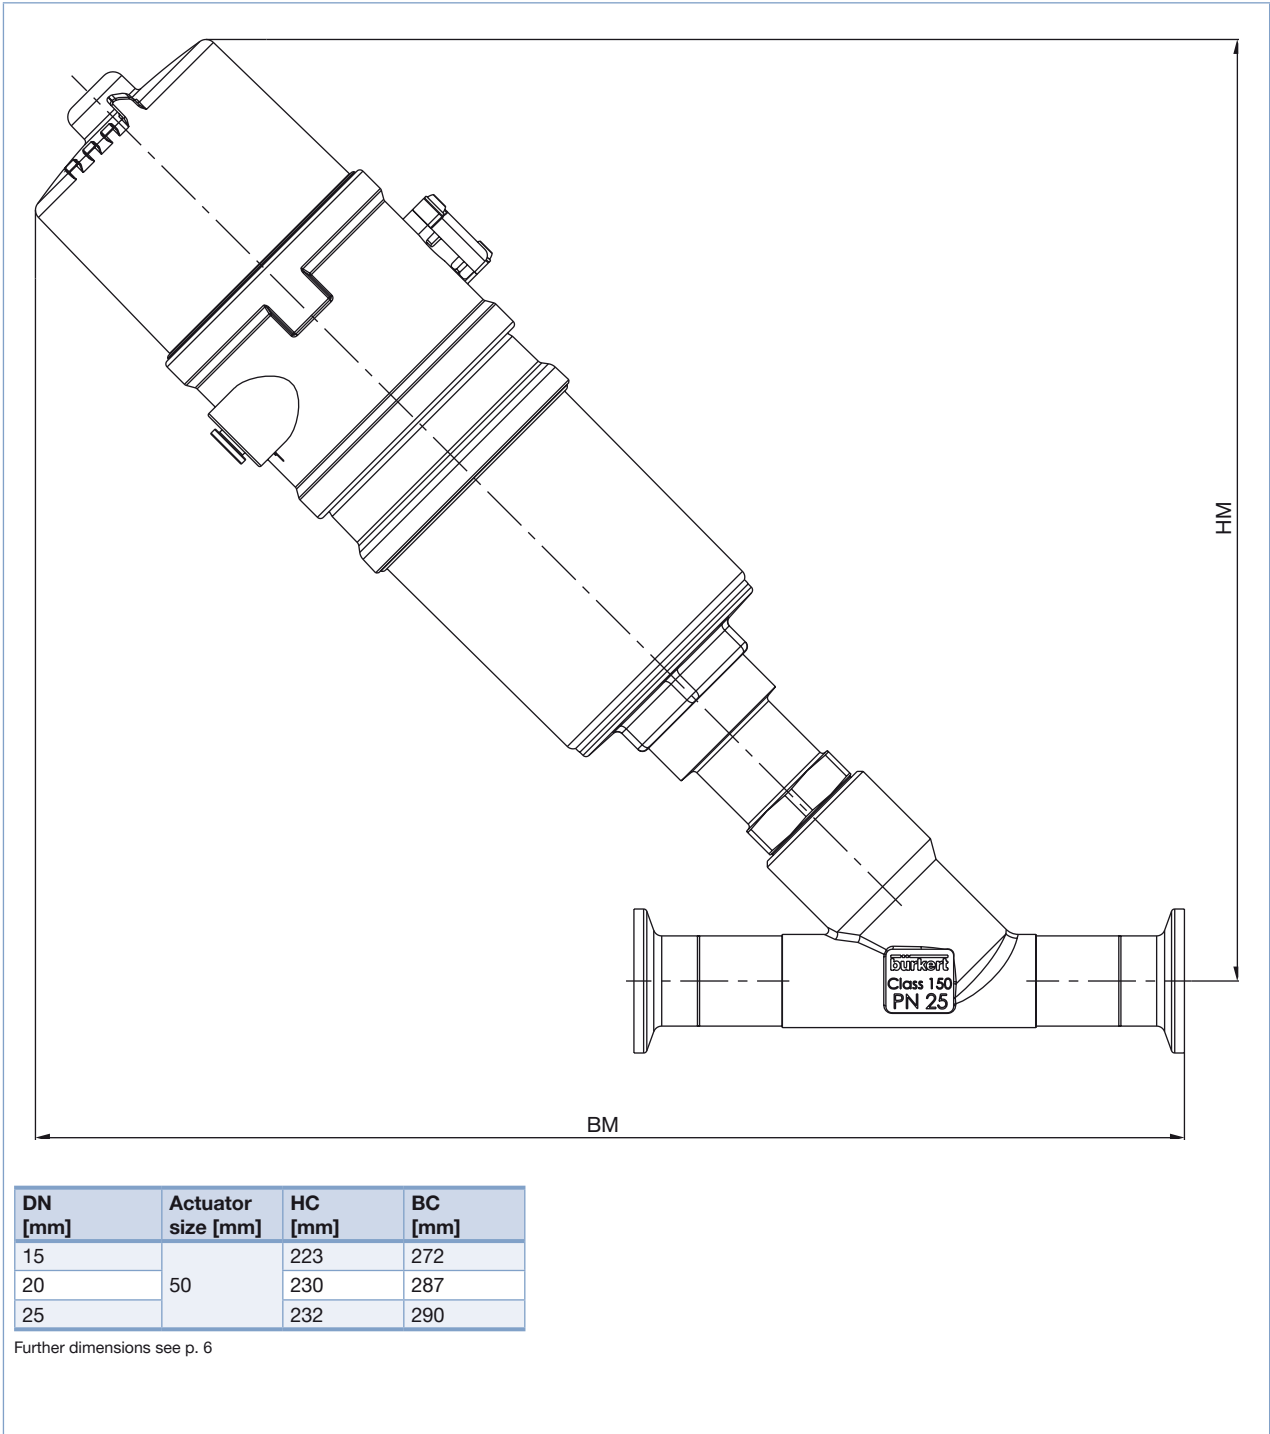 HM
bürkert
Class 150
PN 25
BM
DN [mm] Actuator size [mm] HC [mm] BC [mm]
15 50 223 272
20 230 287
25 232 290
Further dimensions see p. 6